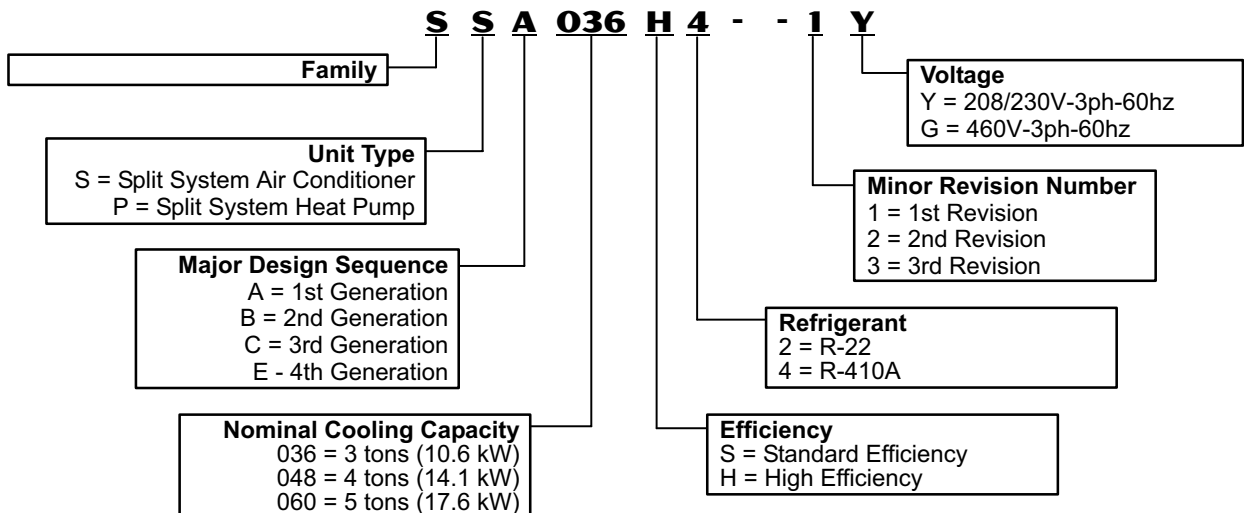 S S A 036 H 4 - - 1 Y
Family
Voltage
Y = 208/230V-3ph-60hz
G = 460V-3ph-60hz
Unit Type
S = Split System Air Conditioner
P = Split System Heat Pump
Minor Revision Number
1 = 1st Revision
2 = 2nd Revision
3 = 3rd Revision
Major Design Sequence
A = 1st Generation
B = 2nd Generation
C = 3rd Generation
E - 4th Generation
Refrigerant
2 = R-22
4 = R-410A
Nominal Cooling Capacity
036 = 3 tons (10.6 kW)
048 = 4 tons (14.1 kW)
060 = 5 tons (17.6 kW)
Efficiency
S = Standard Efficiency
H = High Efficiency